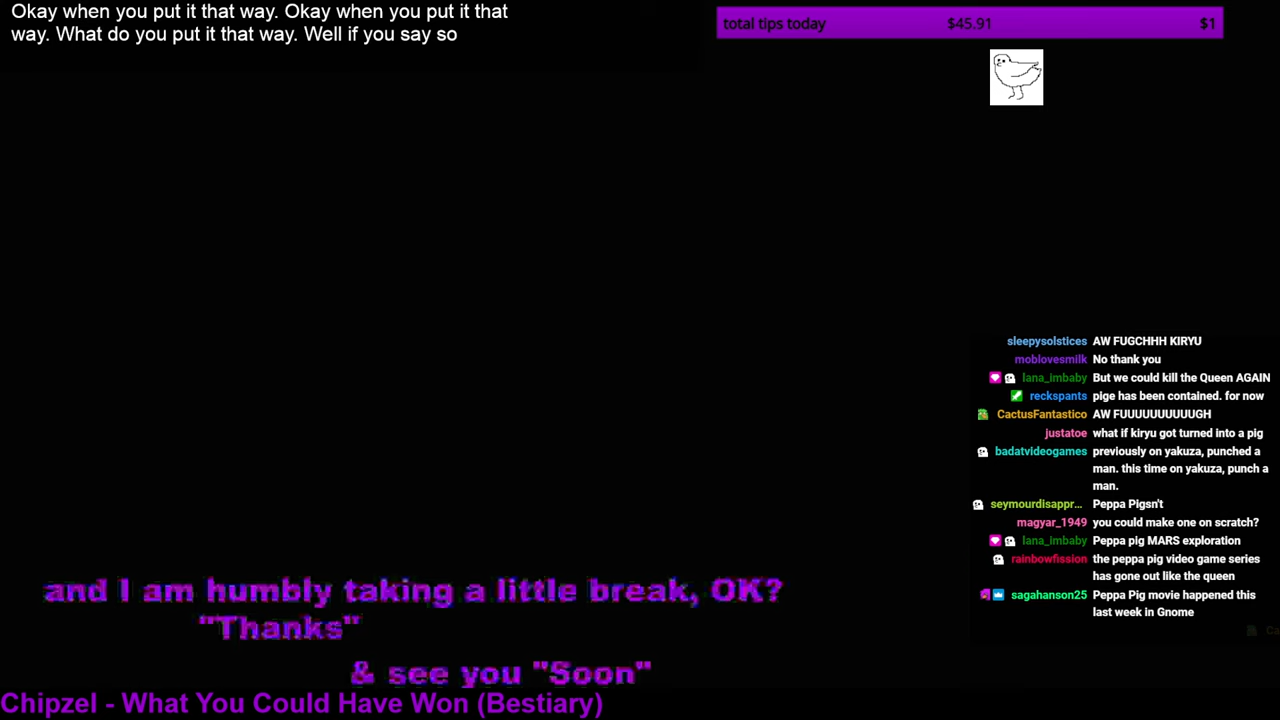 Okay when you put it that way. Okay when you put it that
way. What do you put it that way. Well if you say so
total tips today $45.91 $1
sleepysolstices AW FUGCHHH KIRYU
moblovesmilk No thank you
lana_imbaby But we could kill the Queen AGAIN
reckspants pige has been contained. for now
CactusFantastico AW FUUUUUUUUUUGH
justatoe what if kiryu got turned into a pig
badatvideogames previously on yakuza, punched a
man. this time on yakuza, punch a
man.
seymourdisappr... Peppa Pigsn't
magyar_1949 you could make one on scratch?
lana_imbaby Peppa pig MARS exploration
rainbowfission the peppa pig video game series
has gone out like the queen
sagahanson25 Peppa Pig movie happened this
last week in Gnome
and I am humbly taking a little break, OK?
"Thanks"
& see you "Soon"
Chipzel - What You Could Have Won (Bestiary)